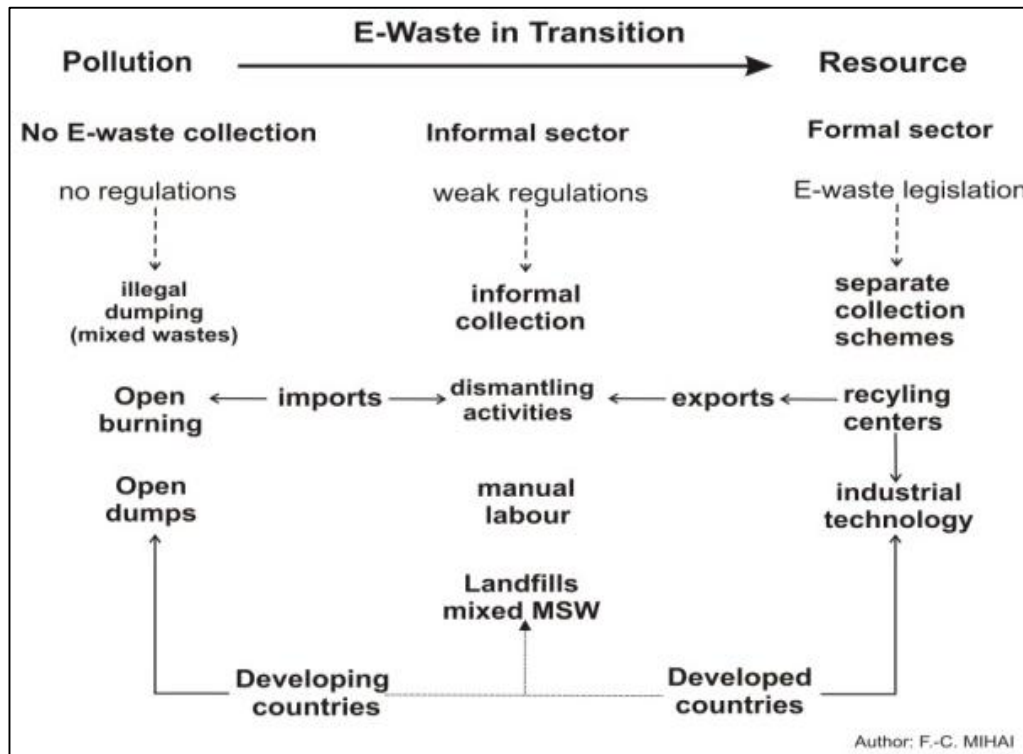 E-Waste in Transition
Pollution
Resource
No E-waste collection
Informal sector
Formal sector
no regulations
weak regulations
E-waste legislation
illegal
dumping
(mixed wastes)
informal
collection
separate
collection
schemes
Open
burning
imports
dismantling
activities
exports
recyling
centers
Open
dumps
manual
labour
industrial
technology
Landfills
mixed MSW
Developing
countries
Developed
countries
Author: F.-C. MIHAI